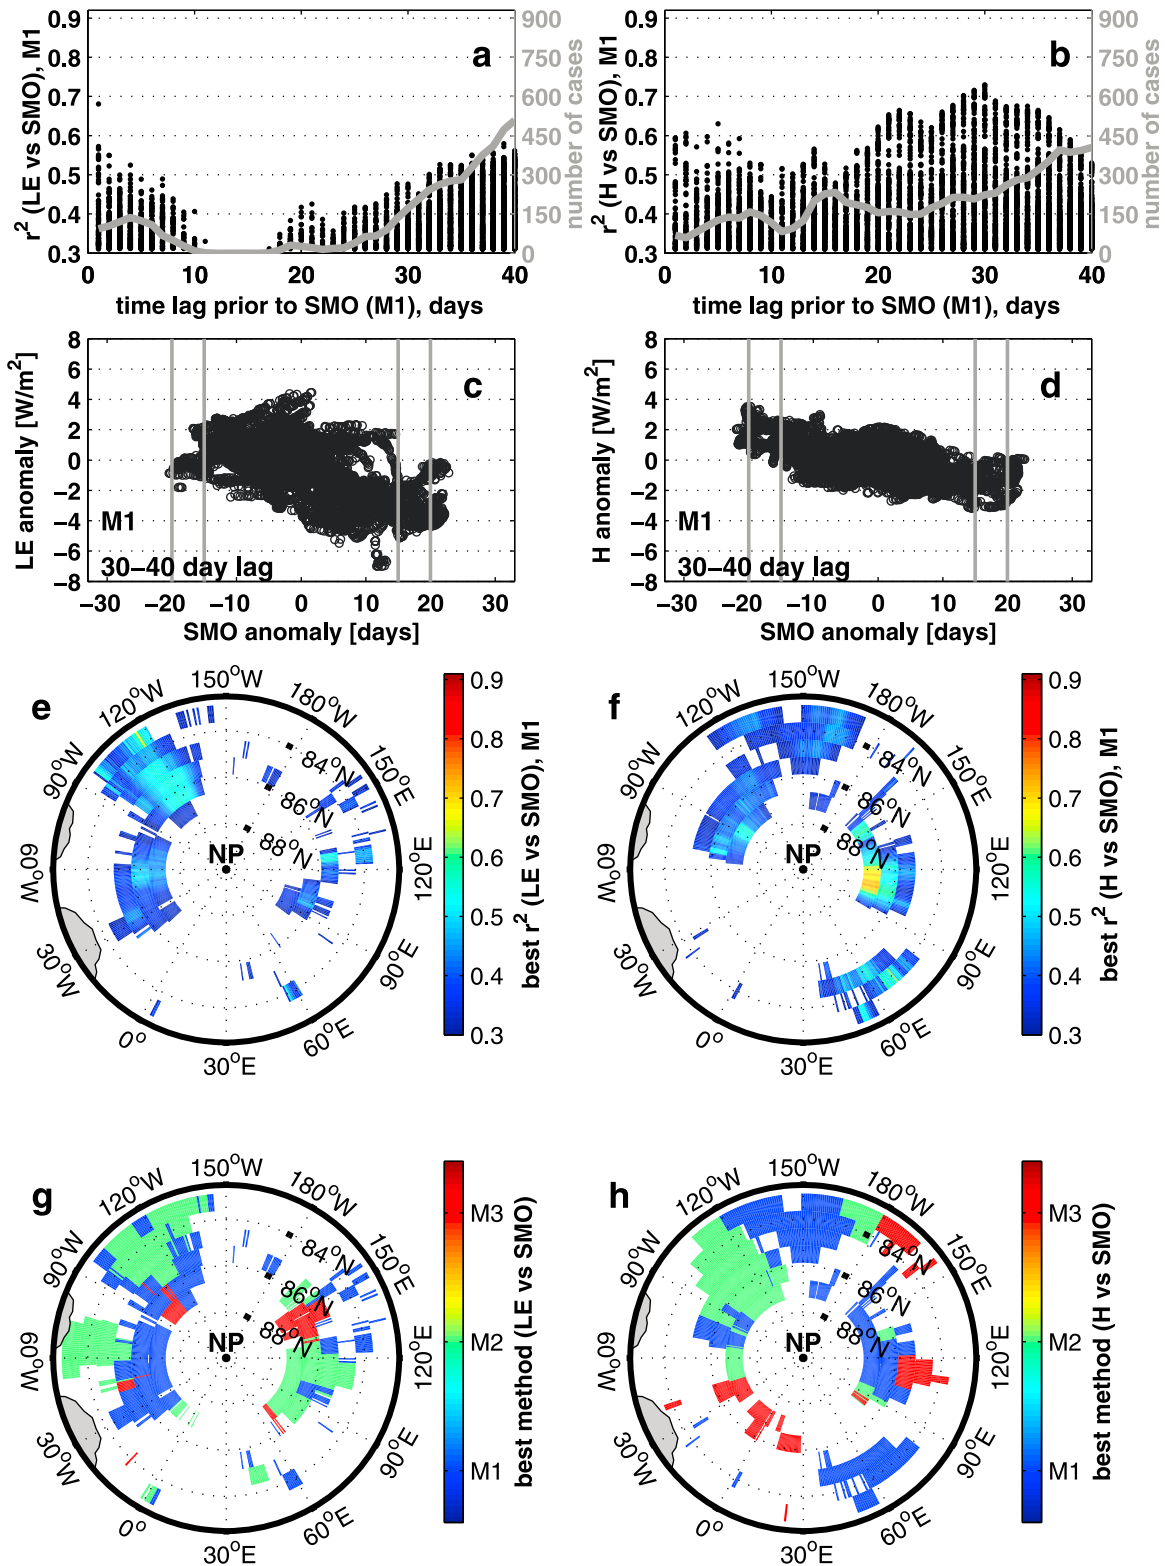 a
r² (LE vs SMO), M1
0.9
0.8
0.7
0.6
0.5
0.4
0.3
900
750
600
450
300
150
0
number of cases
0 10 20 30 40
time lag prior to SMO (M1), days
b
r² (H vs SMO), M1
0.9
0.8
0.7
0.6
0.5
0.4
0.3
900
750
600
450
300
150
0
number of cases
0 10 20 30 40
time lag prior to SMO (M1), days
c
LE anomaly [W/m²]
8
6
4
2
0
−2
−4
−6
−8
M1
30−40 day lag
−30 −20 −10 0 10 20 30
SMO anomaly [days]
d
H anomaly [W/m²]
8
6
4
2
0
−2
−4
−6
−8
M1
30−40 day lag
−30 −20 −10 0 10 20 30
SMO anomaly [days]
e
150°W
180°W
150°E
120°E
90°E
60°E
30°E
0°
30°W
60°W
90°W
120°W
84°N
86°N
88°N
NP
0.9
0.8
0.7
0.6
0.5
0.4
0.3
best r² (LE vs SMO), M1
f
150°W
180°W
150°E
120°E
90°E
60°E
30°E
0°
30°W
60°W
90°W
120°W
84°N
86°N
88°N
NP
0.9
0.8
0.7
0.6
0.5
0.4
0.3
best r² (H vs SMO), M1
g
150°W
180°W
150°E
120°E
90°E
60°E
30°E
0°
30°W
60°W
90°W
120°W
84°N
86°N
88°N
NP
M3
M2
M1
best method (LE vs SMO)
h
150°W
180°W
150°E
120°E
90°E
60°E
30°E
0°
30°W
60°W
90°W
120°W
84°N
86°N
88°N
NP
M3
M2
M1
best method (H vs SMO)